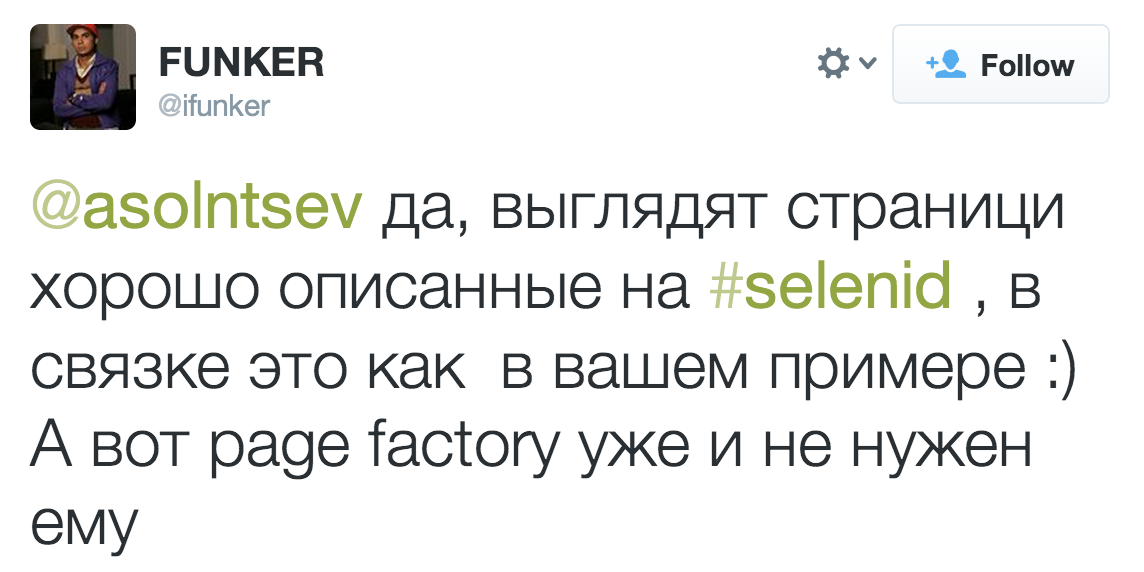 FUNKER
@ifunker
Follow
@asolntsev да, выглядят страници
хорошо описанные на #selenid , в
связке это как  в вашем примере :)
А вот page factory уже и не нужен
ему